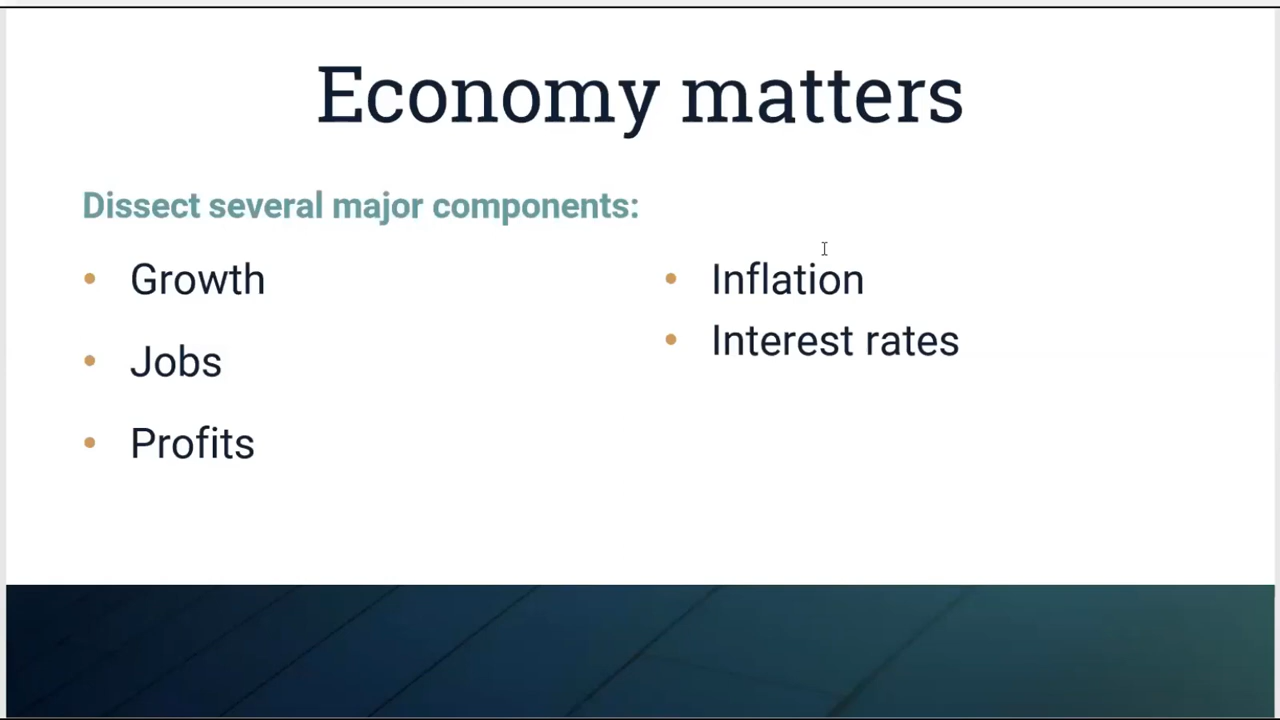 Economy matters
Dissect several major components:
• Growth
• Jobs
• Profits
• Inflation
• Interest rates